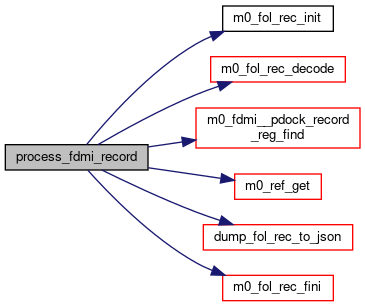 m0_fol_rec_init
m0_fol_rec_decode
m0_fdmi__pdock_record
_reg_find
process_fdmi_record
m0_ref_get
dump_fol_rec_to_json
m0_fol_rec_fini